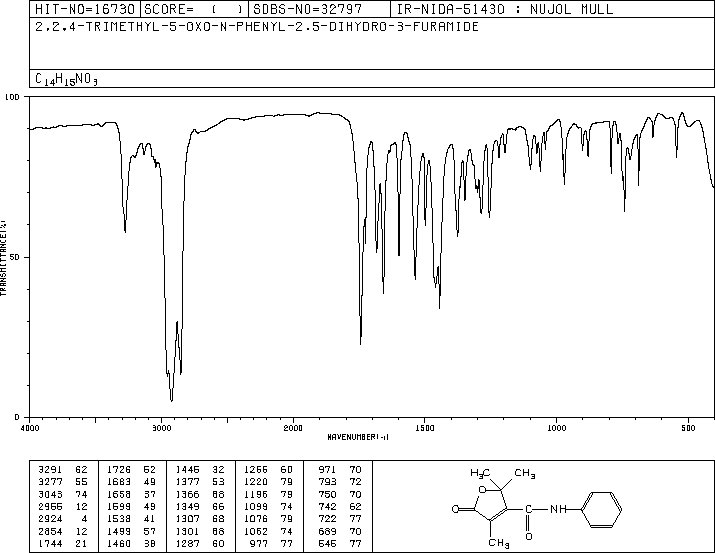 HIT-NO=16730 SCORE= ( ) SDBS-NO=32797 IR-NIDA-51430 : NUJOL MULL
2,2,4-TRIMETHYL-5-OXO-N-PHENYL-2,5-DIHYDRO-3-FURAMIDE
C14H15NO3
100
50
0
TRANSMITTANCE(%)
4000 3000 2000 1500 1000 500
WAVENUMBER(-1)
3291 62 1726 52 1446 32 1256 60 971 70
3277 55 1683 49 1377 53 1220 79 793 72
3043 74 1658 37 1366 68 1196 79 750 70
2956 12 1599 49 1349 66 1099 74 742 62
2924 4 1538 41 1307 68 1076 79 722 77
2854 12 1499 57 1301 68 1062 74 689 70
1744 21 1460 38 1287 60 977 77 545 77
H3C CH3
O
O NH
O
CH3